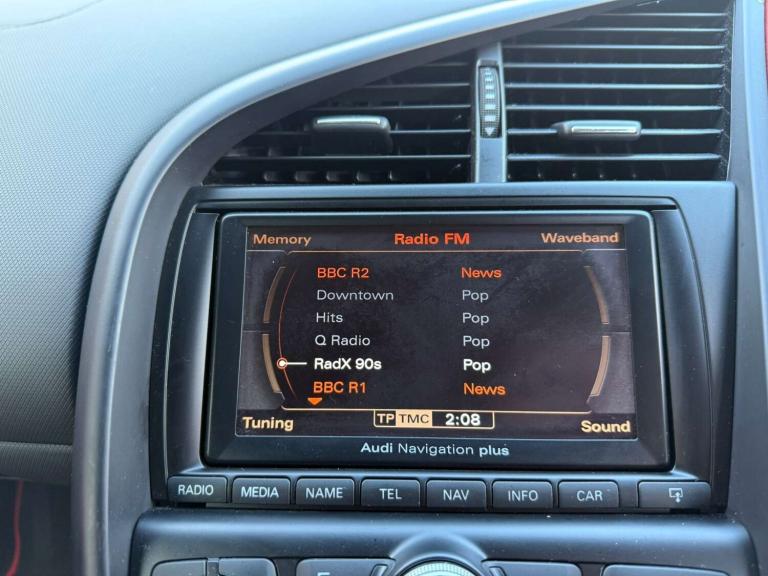 Memory Radio FM Waveband
BBC R2 News
Downtown Pop
Hits Pop
Q Radio Pop
RadX 90s Pop
BBC R1 News
Tuning TP TMC 2:08 Sound
Audi Navigation plus
RADIO MEDIA NAME TEL NAV INFO CAR